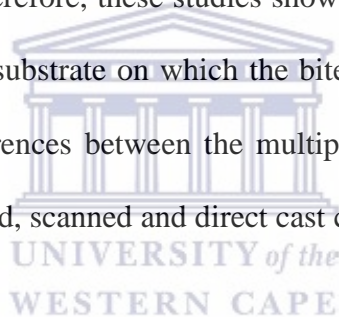 erefore, these studies show
substrate on which the bite
rences between the multip
d, scanned and direct cast
UNIVERSITY of the
WESTERN CAPE